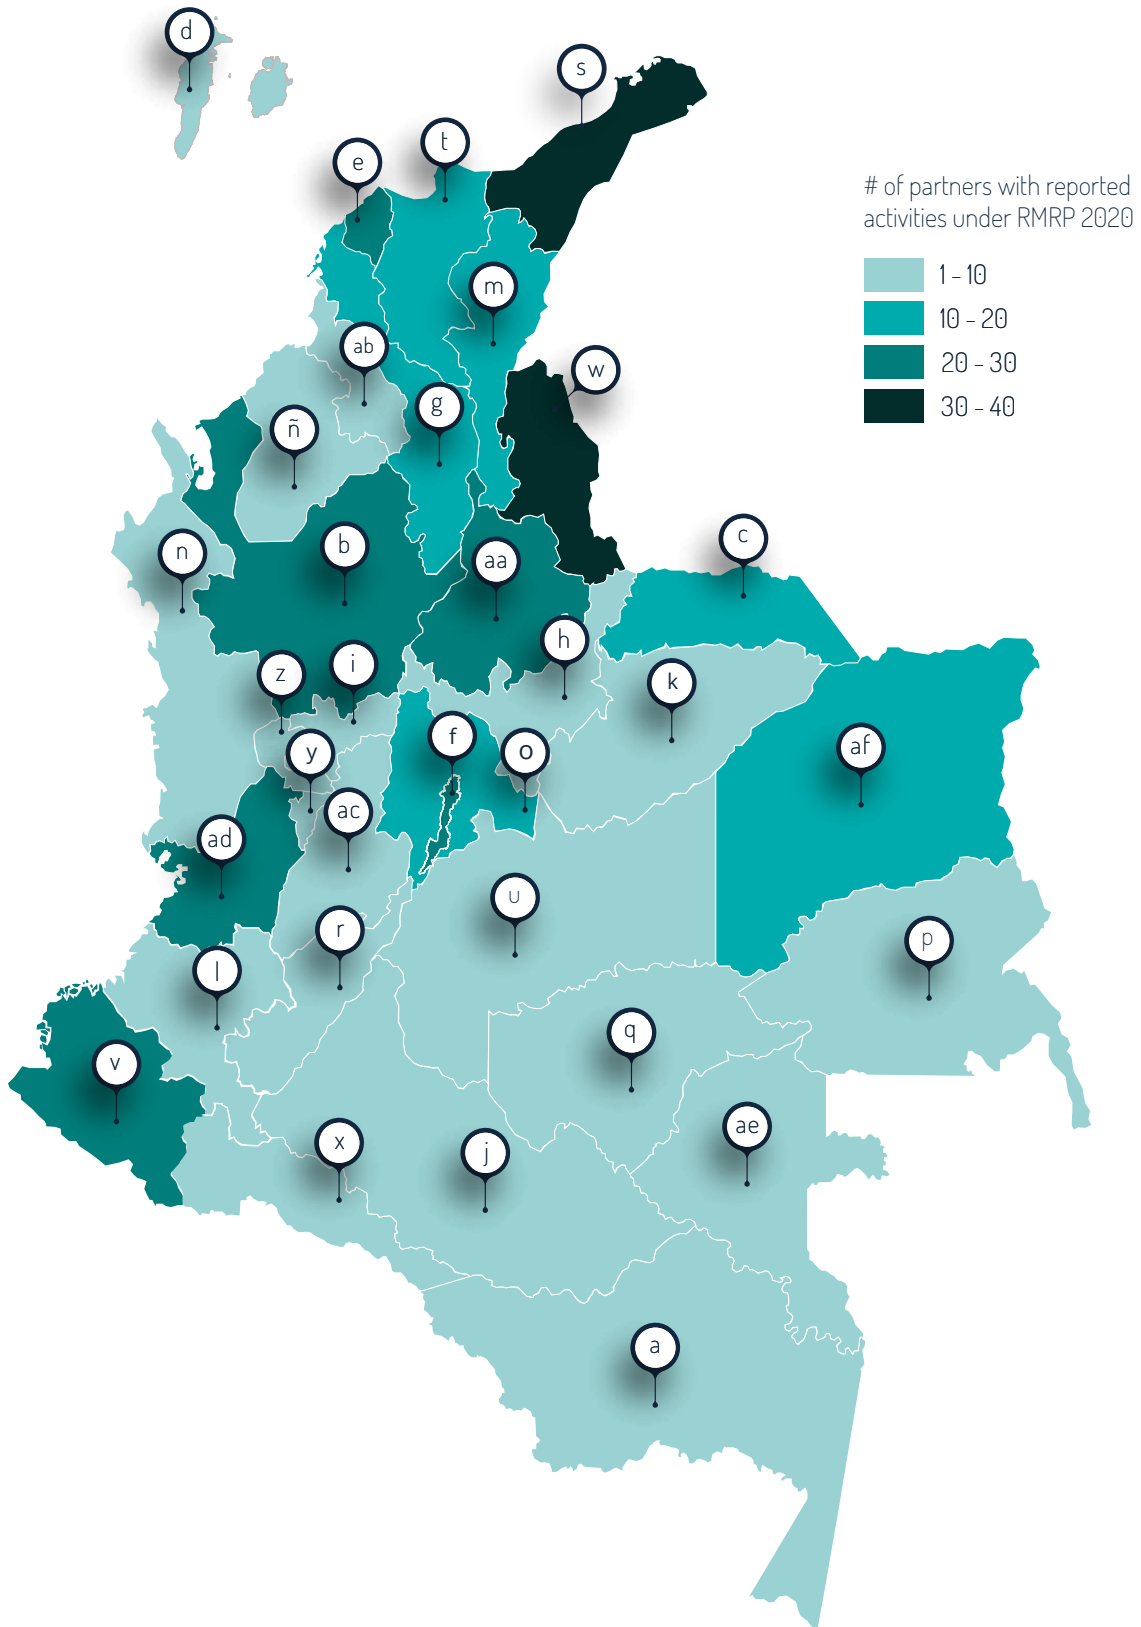 d
s
t
e
# of partners with reported
activities under RMRP 2020
1 - 10
10 - 20
20 - 30
30 - 40
m
ab
w
g
ñ
c
b
n
aa
h
i
z
k
f
af
o
y
ac
ad
u
r
p
l
q
v
ae
x
j
a